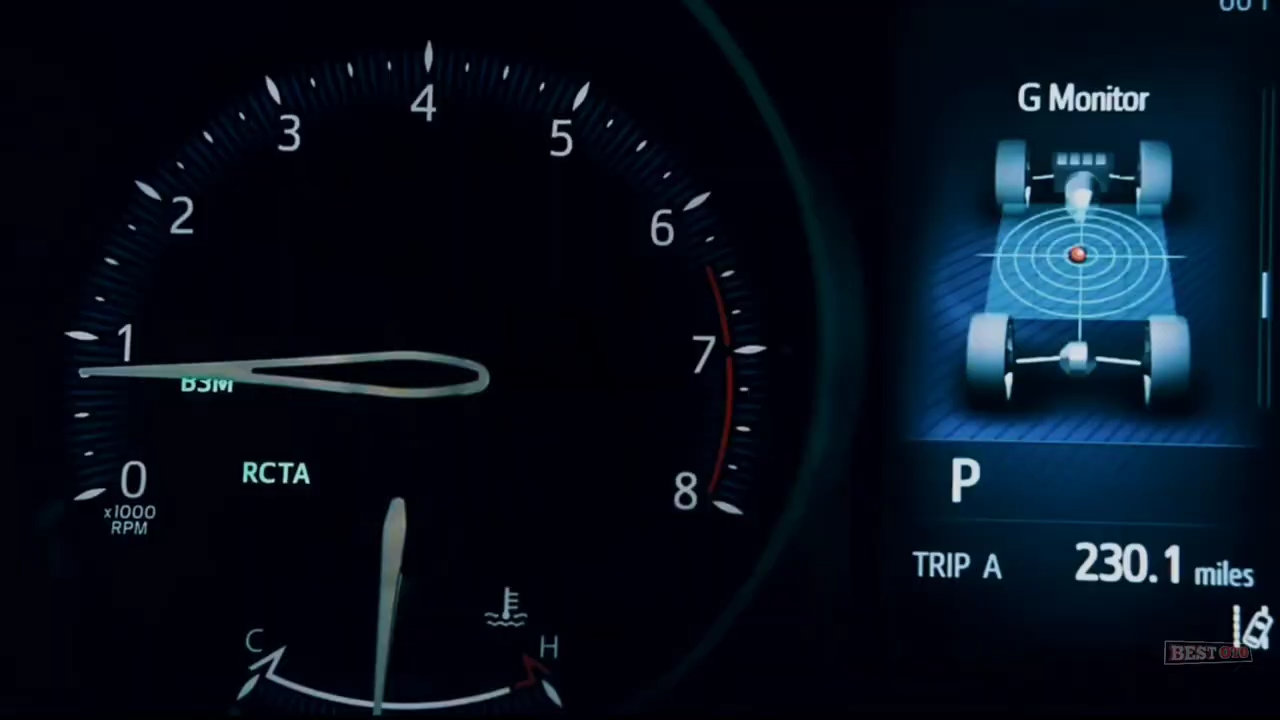 G Monitor
4
3
5
2
6
1
7
BSM
RCTA
0
8
x1000
RPM
P
TRIP A 230.1 miles
C
H
BEST OTO